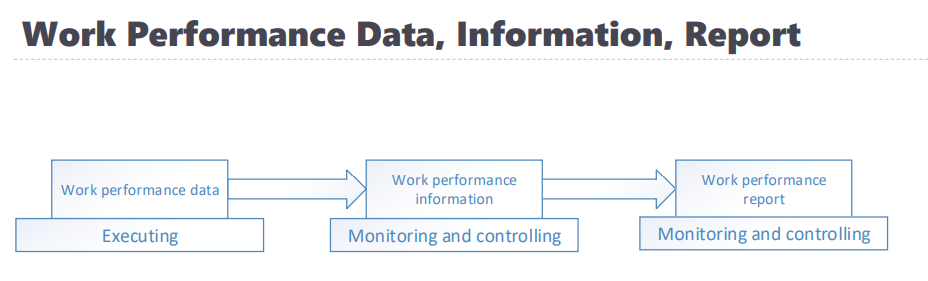 Work Performance Data, Information, Report
Work performance data
Executing
Work performance
information
Monitoring and controlling
Work performance
report
Monitoring and controlling